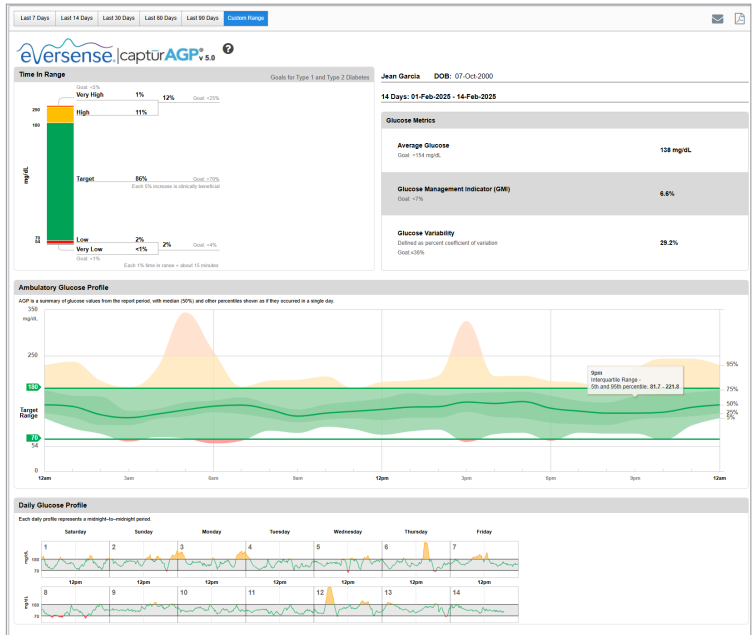 Last 7 Days Last 14 Days Last 30 Days Last 60 Days Last 90 Days Custom Range
eversense. | captūrAGP® v 5.0 ?
Time In Range Goals for Type 1 and Type 2 Diabetes
Goal: <5%
Very High 1%
12% Goal: <25%
250
High 11%
180
mg/dL
Target 86% Goal: >70%
Each 5% increase is clinically beneficial
70
54
Low 2%
2% Goal: <4%
Very Low <1%
Goal: <1%
Each 1% time in range = about 15 minutes
Jean Garcia DOB: 07-Oct-2000
14 Days: 01-Feb-2025 - 14-Feb-2025
Glucose Metrics
Average Glucose
138 mg/dL
Goal: <154 mg/dL
Glucose Management Indicator (GMI)
6.6%
Goal: <7%
Glucose Variability
Defined as percent coefficient of variation
29.2%
Goal:<36%
Ambulatory Glucose Profile
AGP is a summary of glucose values from the report period, with median (50%) and other percentiles shown as if they occurred in a single day.
350
mg/dL
250
180
Target
Range
70
54
0
9pm
Interquartile Range -
5th and 95th percentile: 81.7 - 221.8
95%
75%
50%
25%
5%
12am 3am 6am 9am 12pm 3pm 6pm 9pm 12am
Daily Glucose Profile
Each daily profile represents a midnight-to-midnight period.
Saturday Sunday Monday Tuesday Wednesday Thursday Friday
1 2 3 4 5 6 7
mg/dL
180
70
12pm 12pm 12pm 12pm 12pm 12pm 12pm
8 9 10 11 12 13 14
mg/dL
180
70